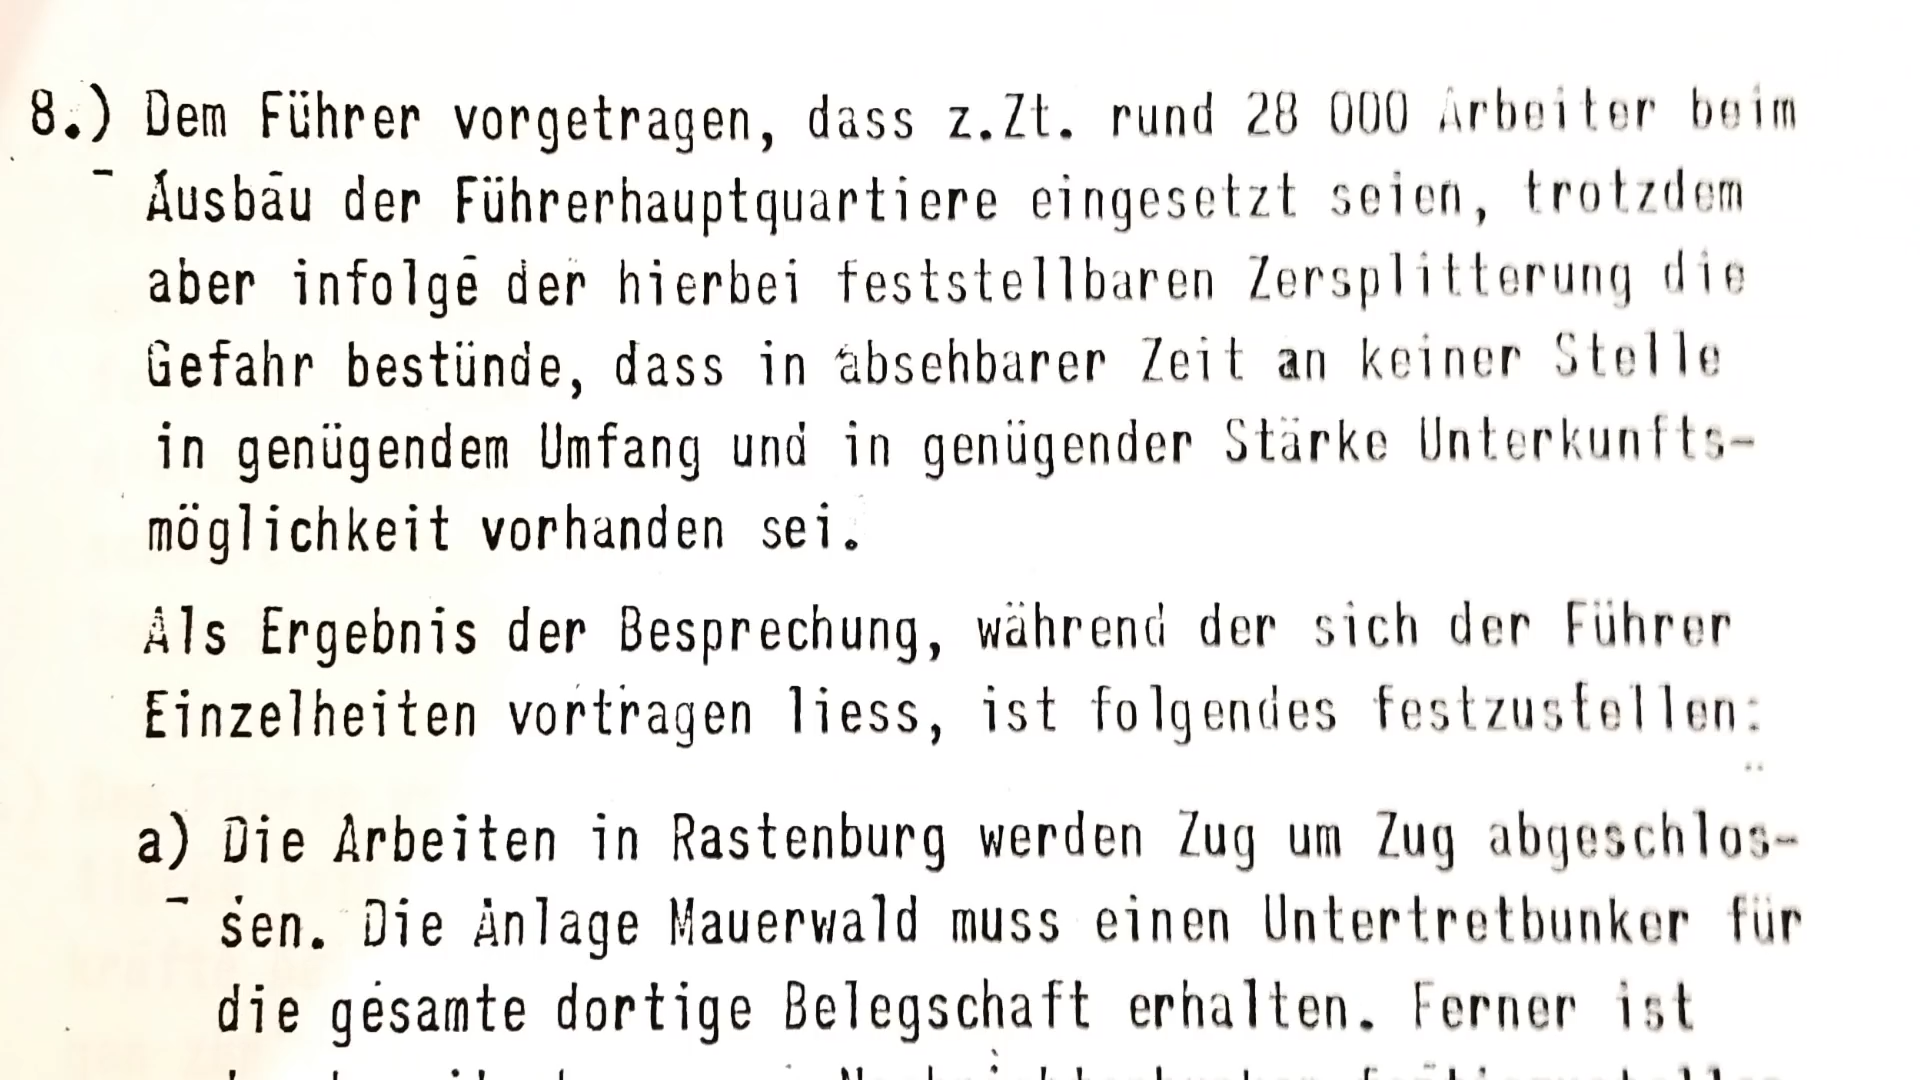 8.) Dem Führer vorgetragen, dass z.Zt. rund 28 000 Arbeiter beim
Ausbau der Führerhauptquartiere eingesetzt seien, trotzdem
aber infolge der hierbei feststellbaren Zersplitterung die
Gefahr bestünde, dass in absehbarer Zeit an keiner Stelle
in genügendem Umfang und in genügender Stärke Unterkunfts-
möglichkeit vorhanden sei.
Als Ergebnis der Besprechung, während der sich der Führer
Einzelheiten vortragen liess, ist folgendes festzustellen:
a) Die Arbeiten in Rastenburg werden Zug um Zug abgeschlos-
sen. Die Anlage Mauerwald muss einen Untertretbunker für
die gesamte dortige Belegschaft erhalten. Ferner ist